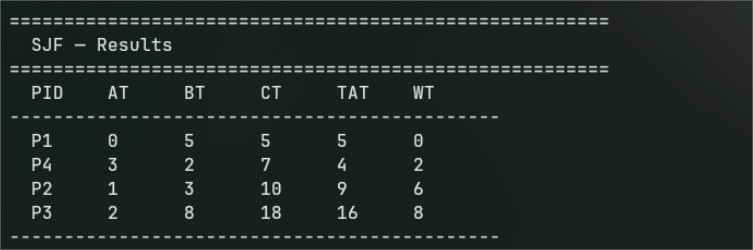 =======================================================
SJF — Results
=======================================================
PID AT BT CT TAT WT
---------------------------------------------
P1 0 5 5 5 0
P4 3 2 7 4 2
P2 1 3 10 9 6
P3 2 8 18 16 8
---------------------------------------------